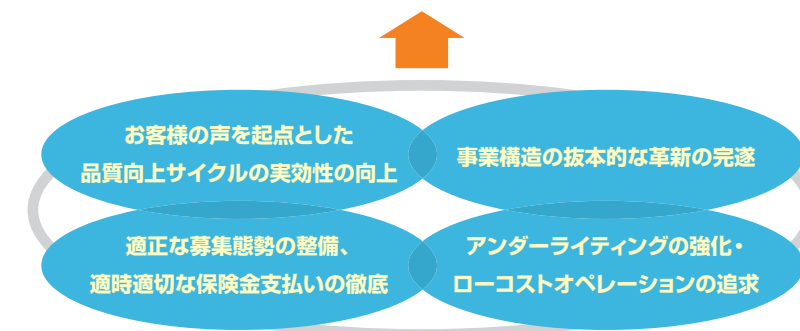 お客様の声を起点とした
品質向上サイクルの実効性の向上
事業構造の抜本的な革新の完遂
適正な募集態勢の整備、
適時適切な保険金支払いの徹底
アンダーライティングの強化・
ローコストオペレーションの追求